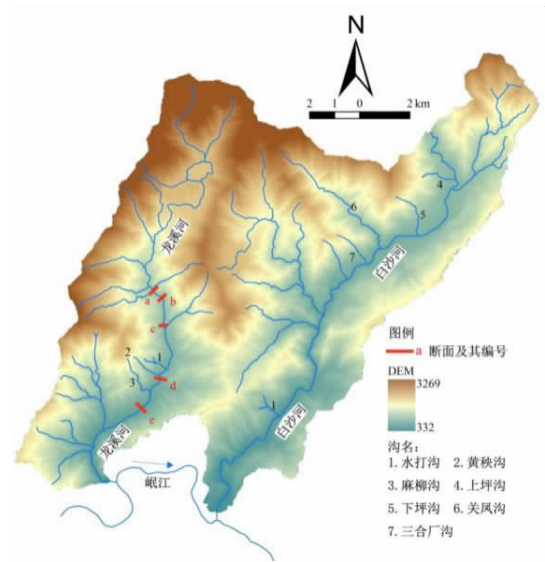 N
2 1 0 2 km
4
6
5
7
龙溪河
白沙河
a
b
c
2
1
3
d
e
1
白沙河
龙溪河
岷江
图例
a 断面及其编号
DEM
3269
332
沟名：
1. 水打沟 2. 黄秧沟
3. 麻柳沟 4. 上坪沟
5. 下坪沟 6. 关凤沟
7. 三合厂沟